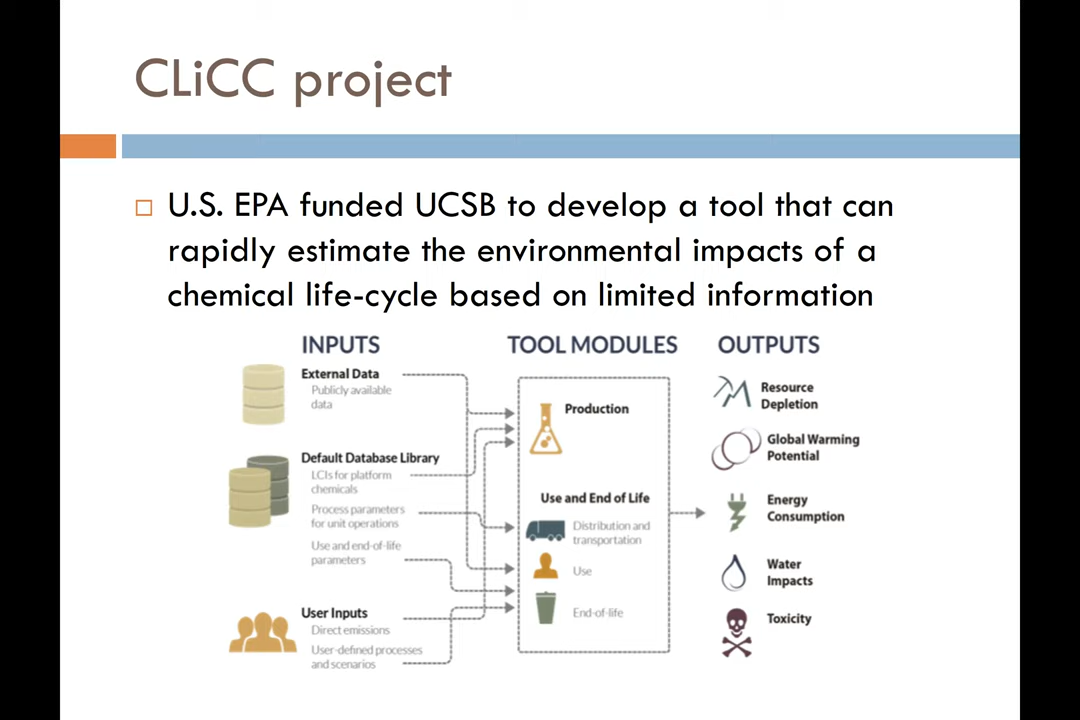 CLiCC project
U.S. EPA funded UCSB to develop a tool that can
rapidly estimate the environmental impacts of a
chemical life-cycle based on limited information
INPUTS
External Data
Publicly available
data
Default Database Library
LCIs for platform
chemicals
Process parameters
for unit operations
Use and end-of-life
parameters
User Inputs
Direct emissions
User-defined processes
and scenarios
TOOL MODULES
Production
Use and End of Life
Distribution and
transportation
Use
End-of-life
OUTPUTS
Resource
Depletion
Global Warming
Potential
Energy
Consumption
Water
Impacts
Toxicity